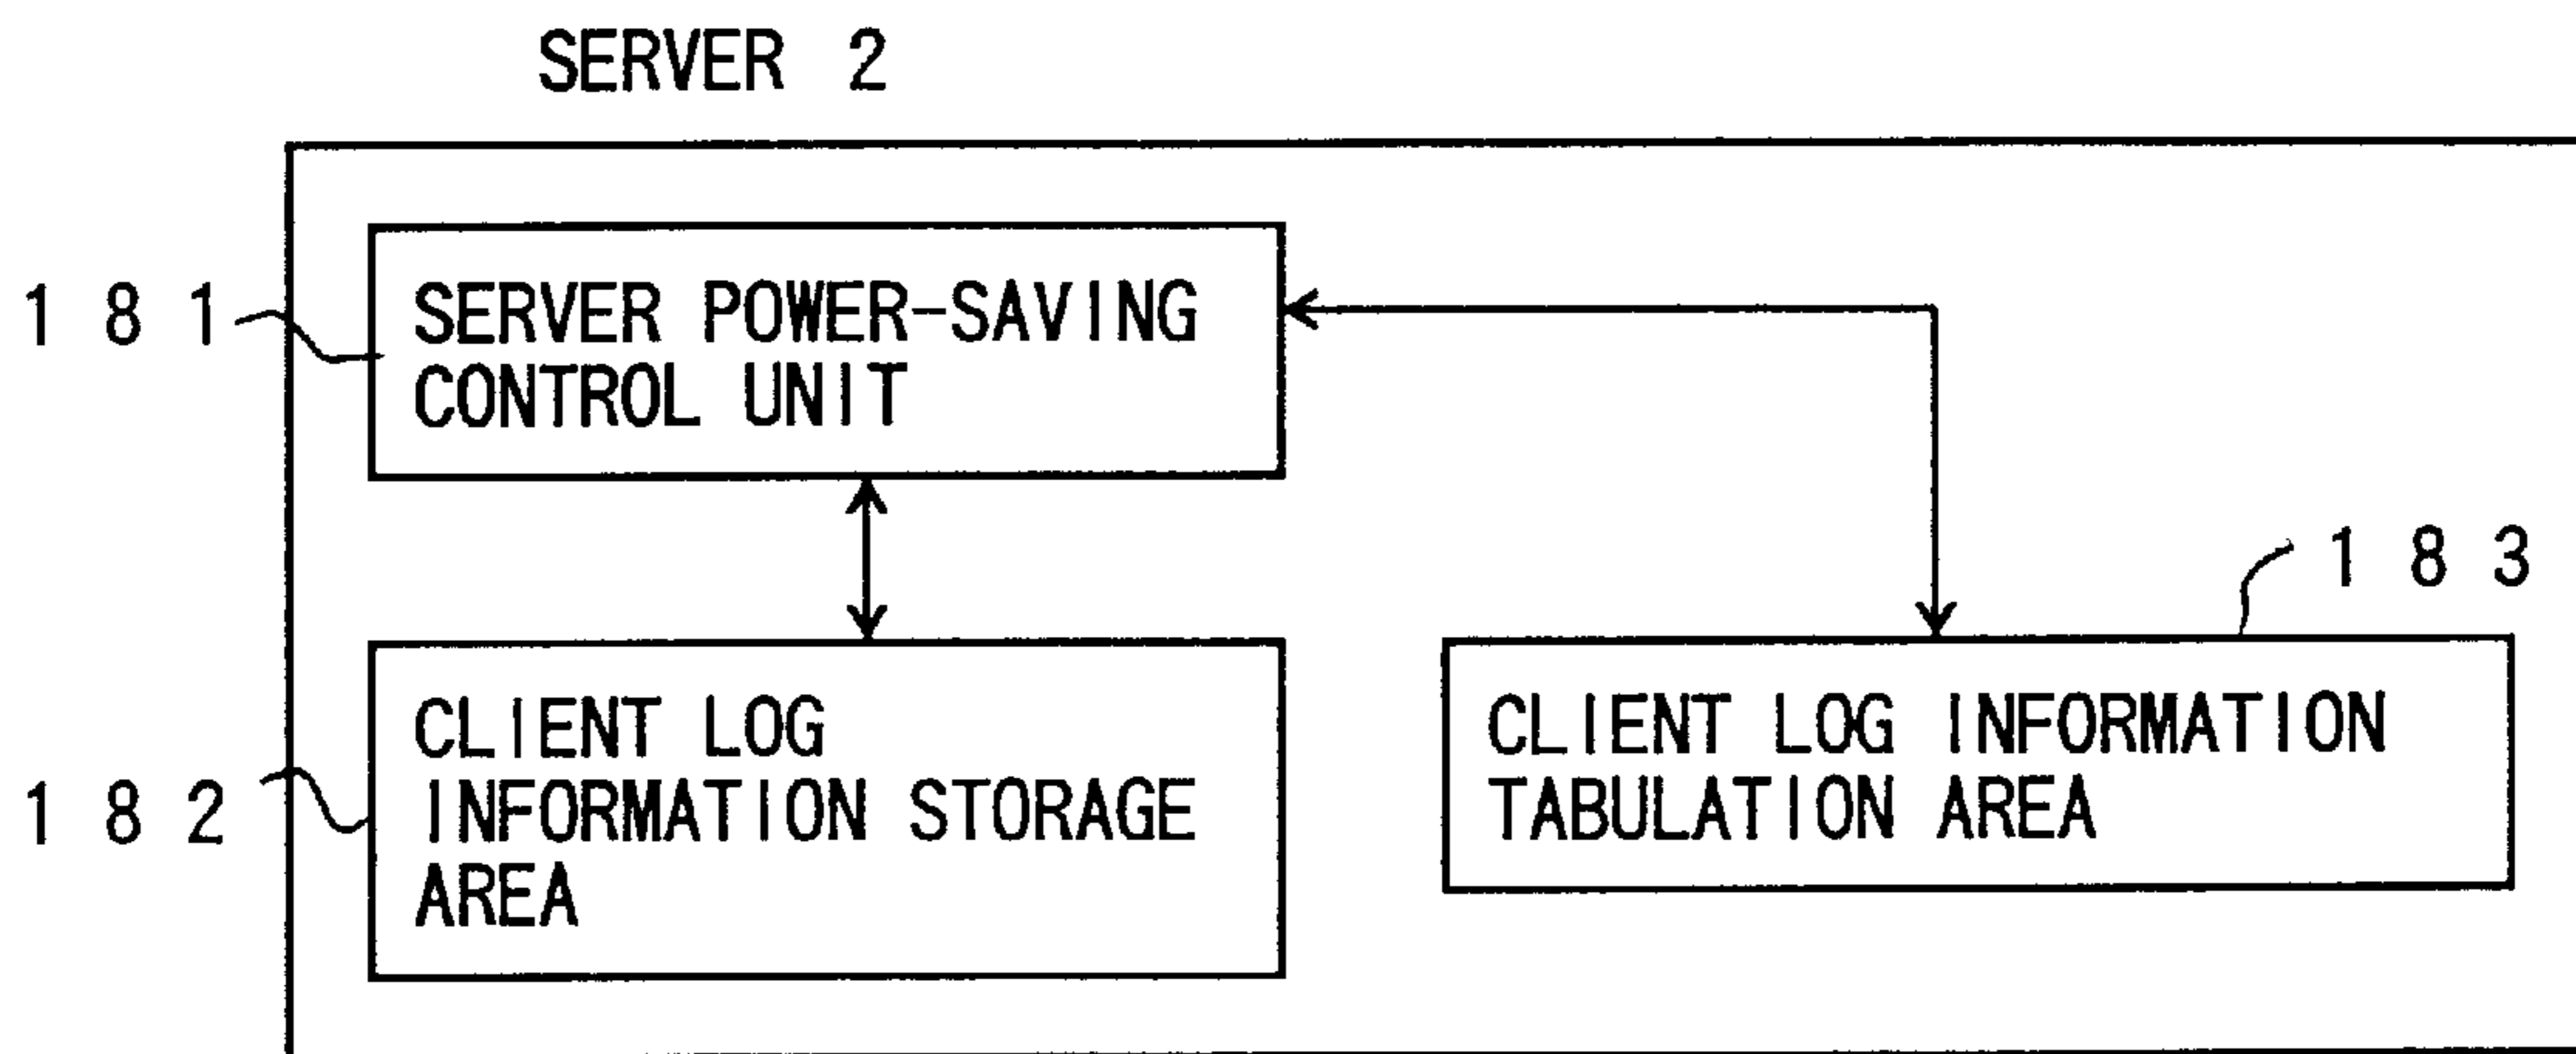 SERVER 2
181
SERVER POWER-SAVING
CONTROL UNIT
183
182
CLIENT LOG
INFORMATION STORAGE
AREA
CLIENT LOG INFORMATION
TABULATION AREA